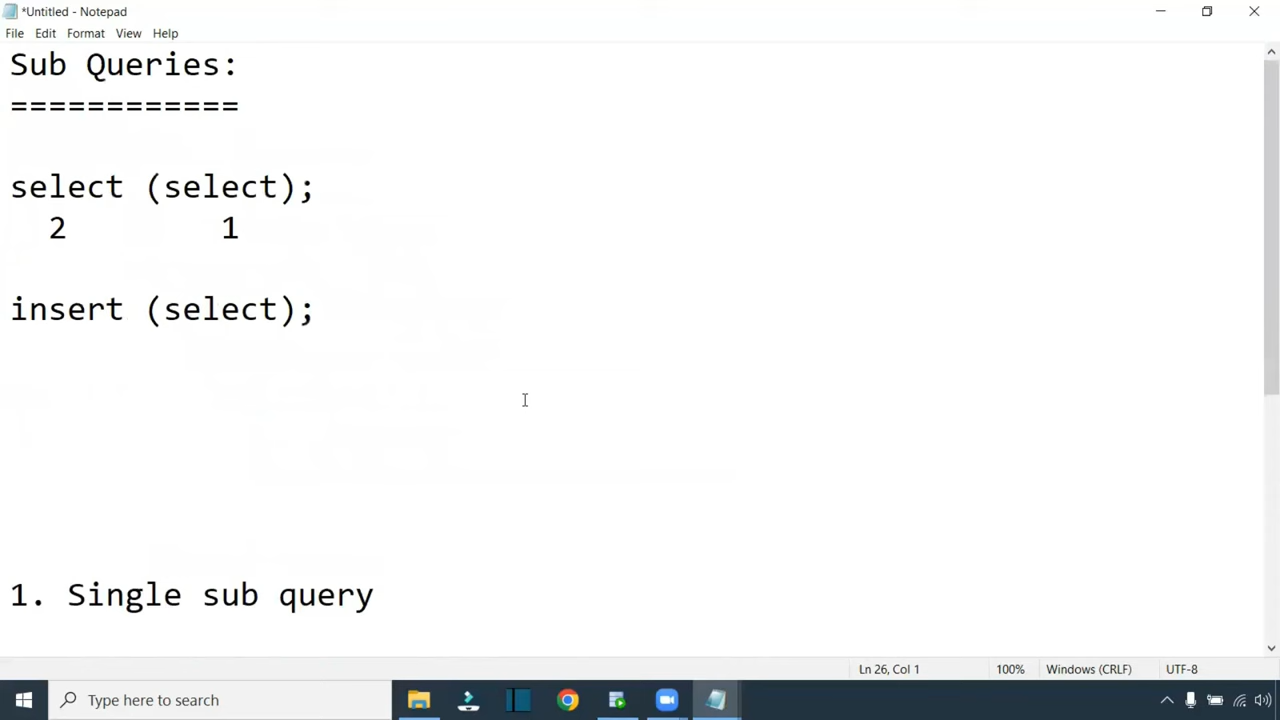 *Untitled - Notepad
File Edit Format View Help
Sub Queries:
============
select (select);
2 1
insert (select);
1. Single sub query
Ln 26, Col 1 100% Windows (CRLF) UTF-8
Type here to search